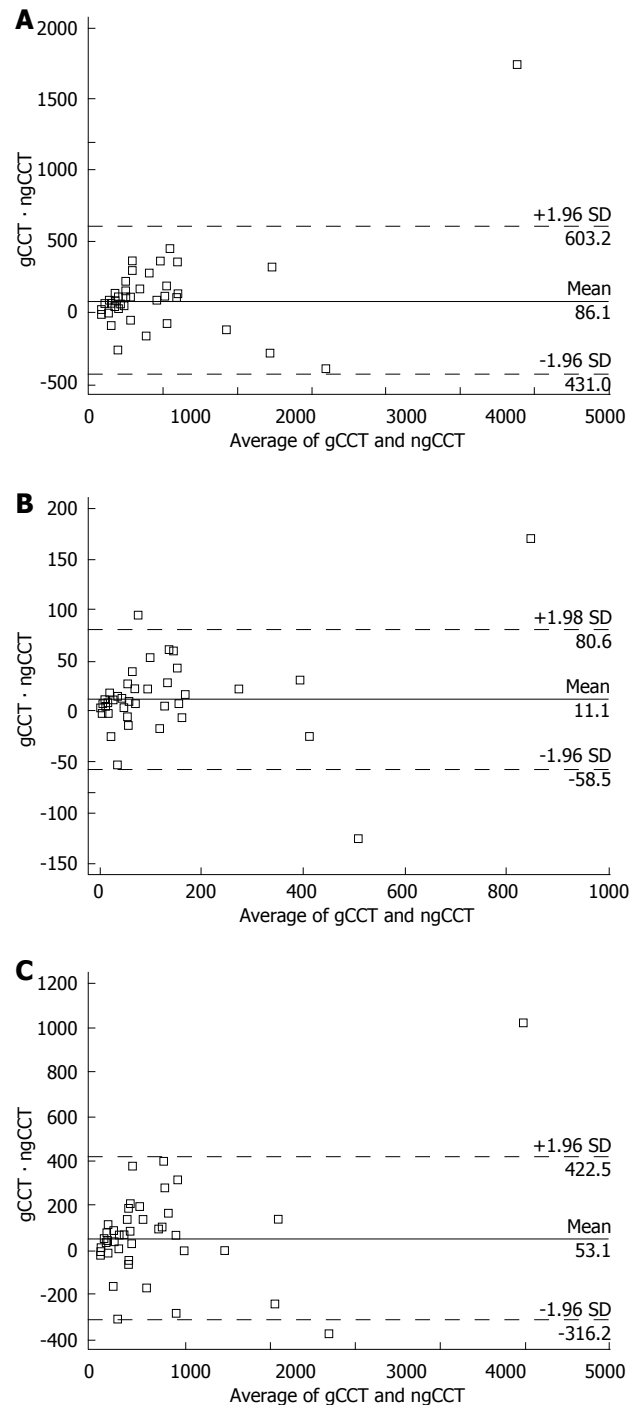 A
2000
1500
1000
500
0
-500
gCCT · ngCCT
+1.96 SD
603.2
Mean
86.1
-1.96 SD
431.0
0 1000 2000 3000 4000 5000
Average of gCCT and ngCCT
B
200
150
100
50
0
-50
-100
-150
gCCT · ngCCT
+1.98 SD
80.6
Mean
11.1
-1.96 SD
-58.5
0 200 400 600 800 1000
Average of gCCT and ngCCT
C
1200
1000
800
600
400
200
0
-200
-400
gCCT · ngCCT
+1.96 SD
422.5
Mean
53.1
-1.96 SD
-316.2
0 1000 2000 3000 4000 5000
Average of gCCT and ngCCT